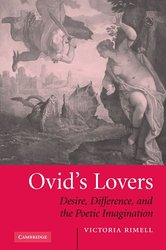 Ovid's Lovers
Desire, Difference,
and the Poetic Imagination
CAMBRIDGE
VICTORIA RIMELL